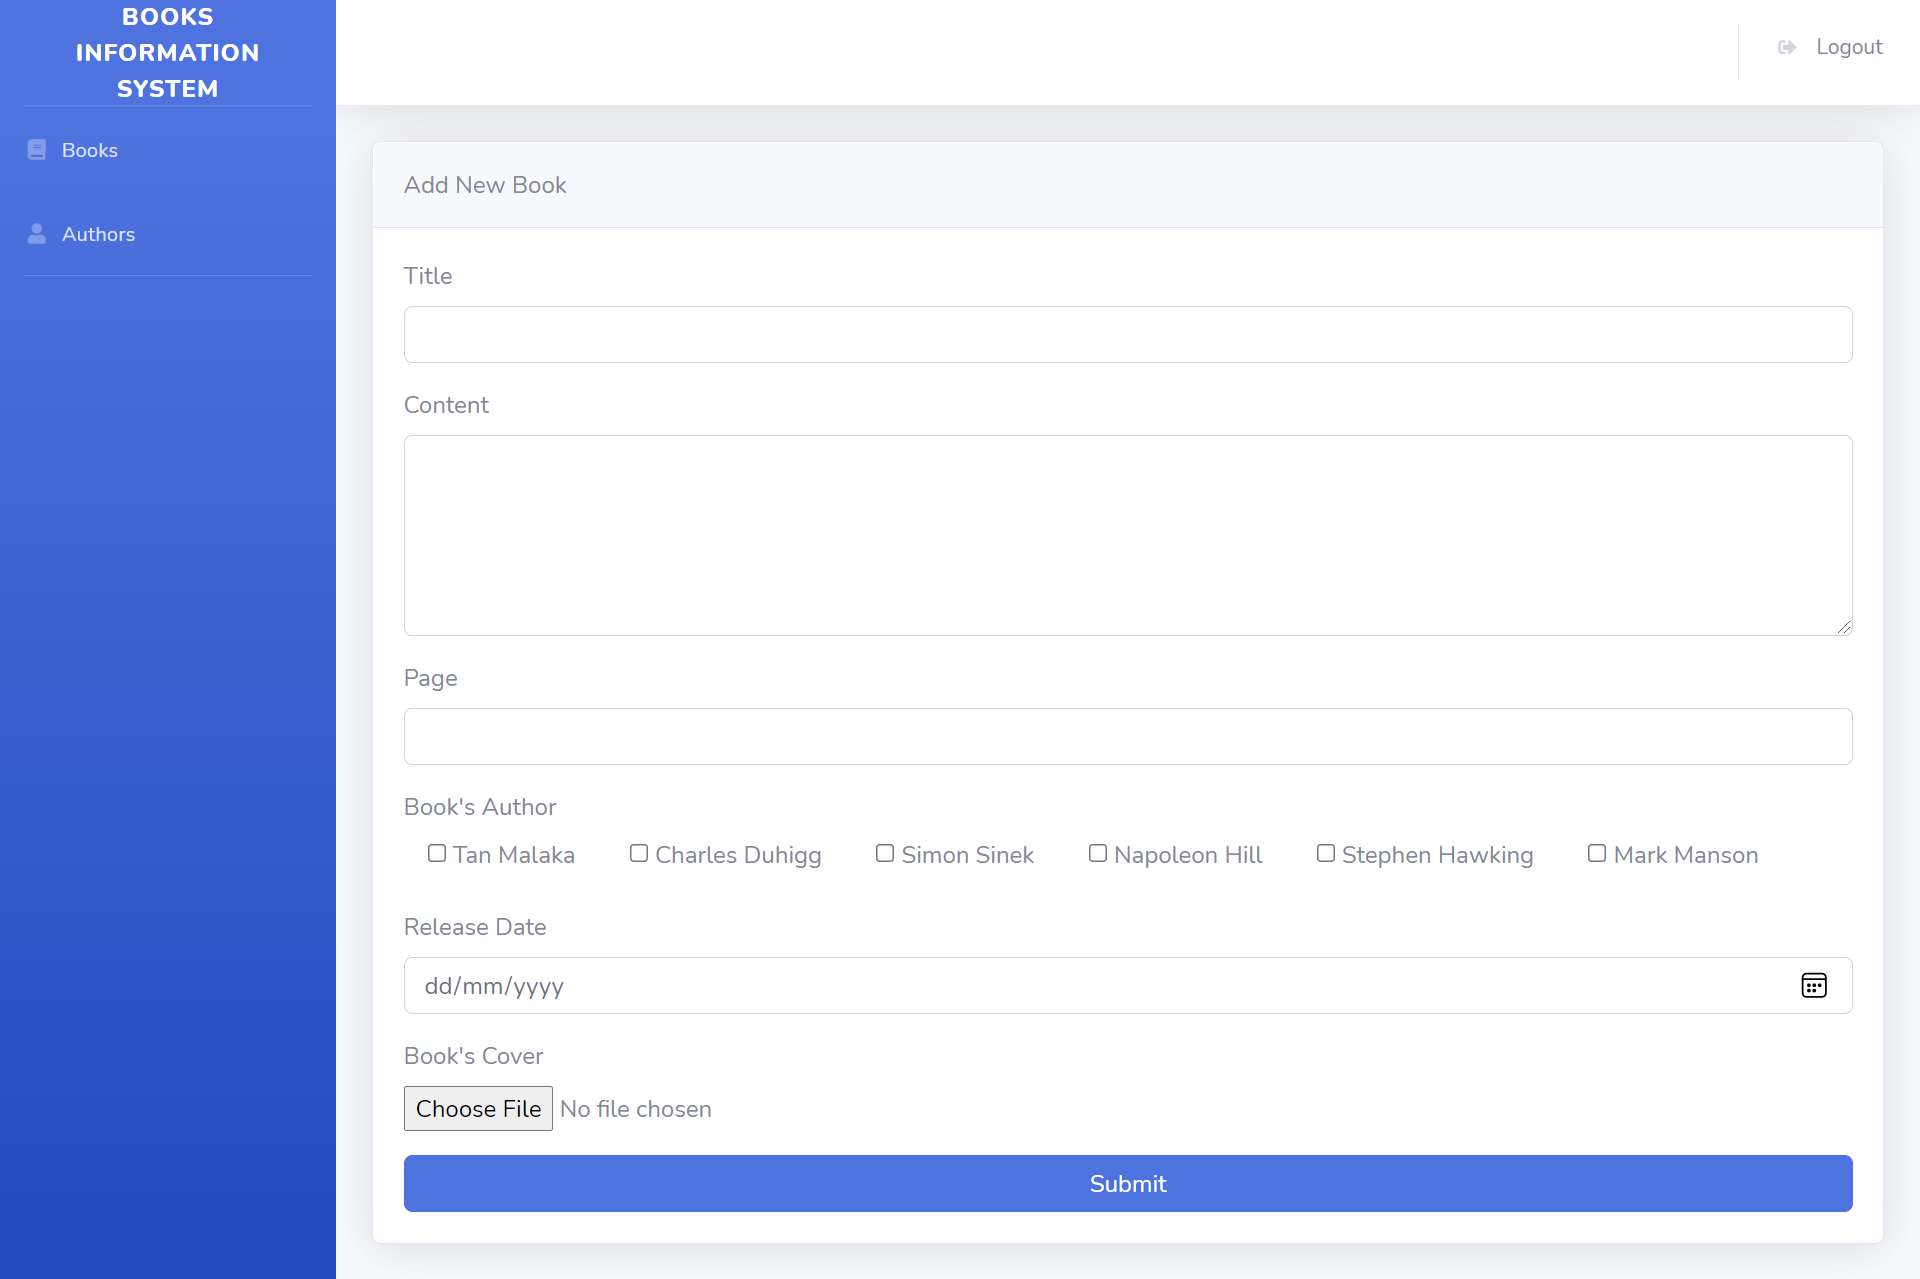 BOOKS
INFORMATION
SYSTEM
Books
Authors
Logout
Add New Book
Title
Content
Page
Book's Author
Tan Malaka Charles Duhigg Simon Sinek Napoleon Hill Stephen Hawking Mark Manson
Release Date
dd/mm/yyyy
Book's Cover
Choose File No file chosen
Submit